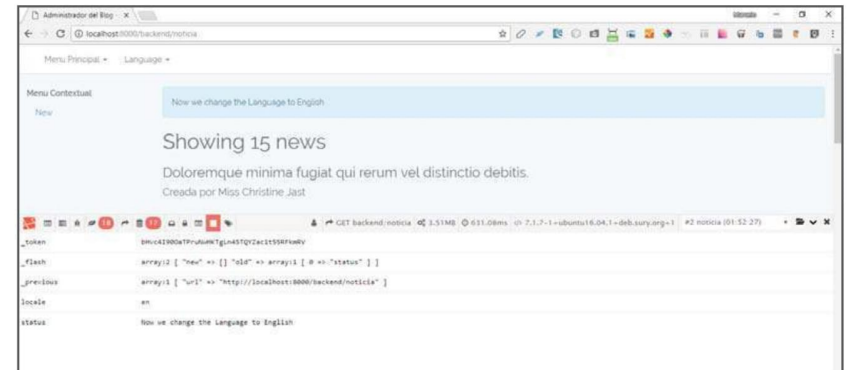 Administrador del Blog
localhost:8000/backend/noticia
Menu Principal Language
Menu Contextual
New
Now we change the Language to English
Showing 15 news
Doloremque minima fugiat qui rerum vel distinctio debitis.
Creada por Miss Christine Jast
18 17 GET backend/noticia 3.51MB 631.08ms 7.1.7-1+ubuntu16.04.1+deb.sury.org+1 #2 noticia (01:52:27)
_token
_flash array:2 [ "new" => [] "old" => array:1 [ 0 => "status" ] ]
_previous array:1 [ "url" => "http://localhost:8000/backend/noticia" ]
locale en
status Now we change the Language to English